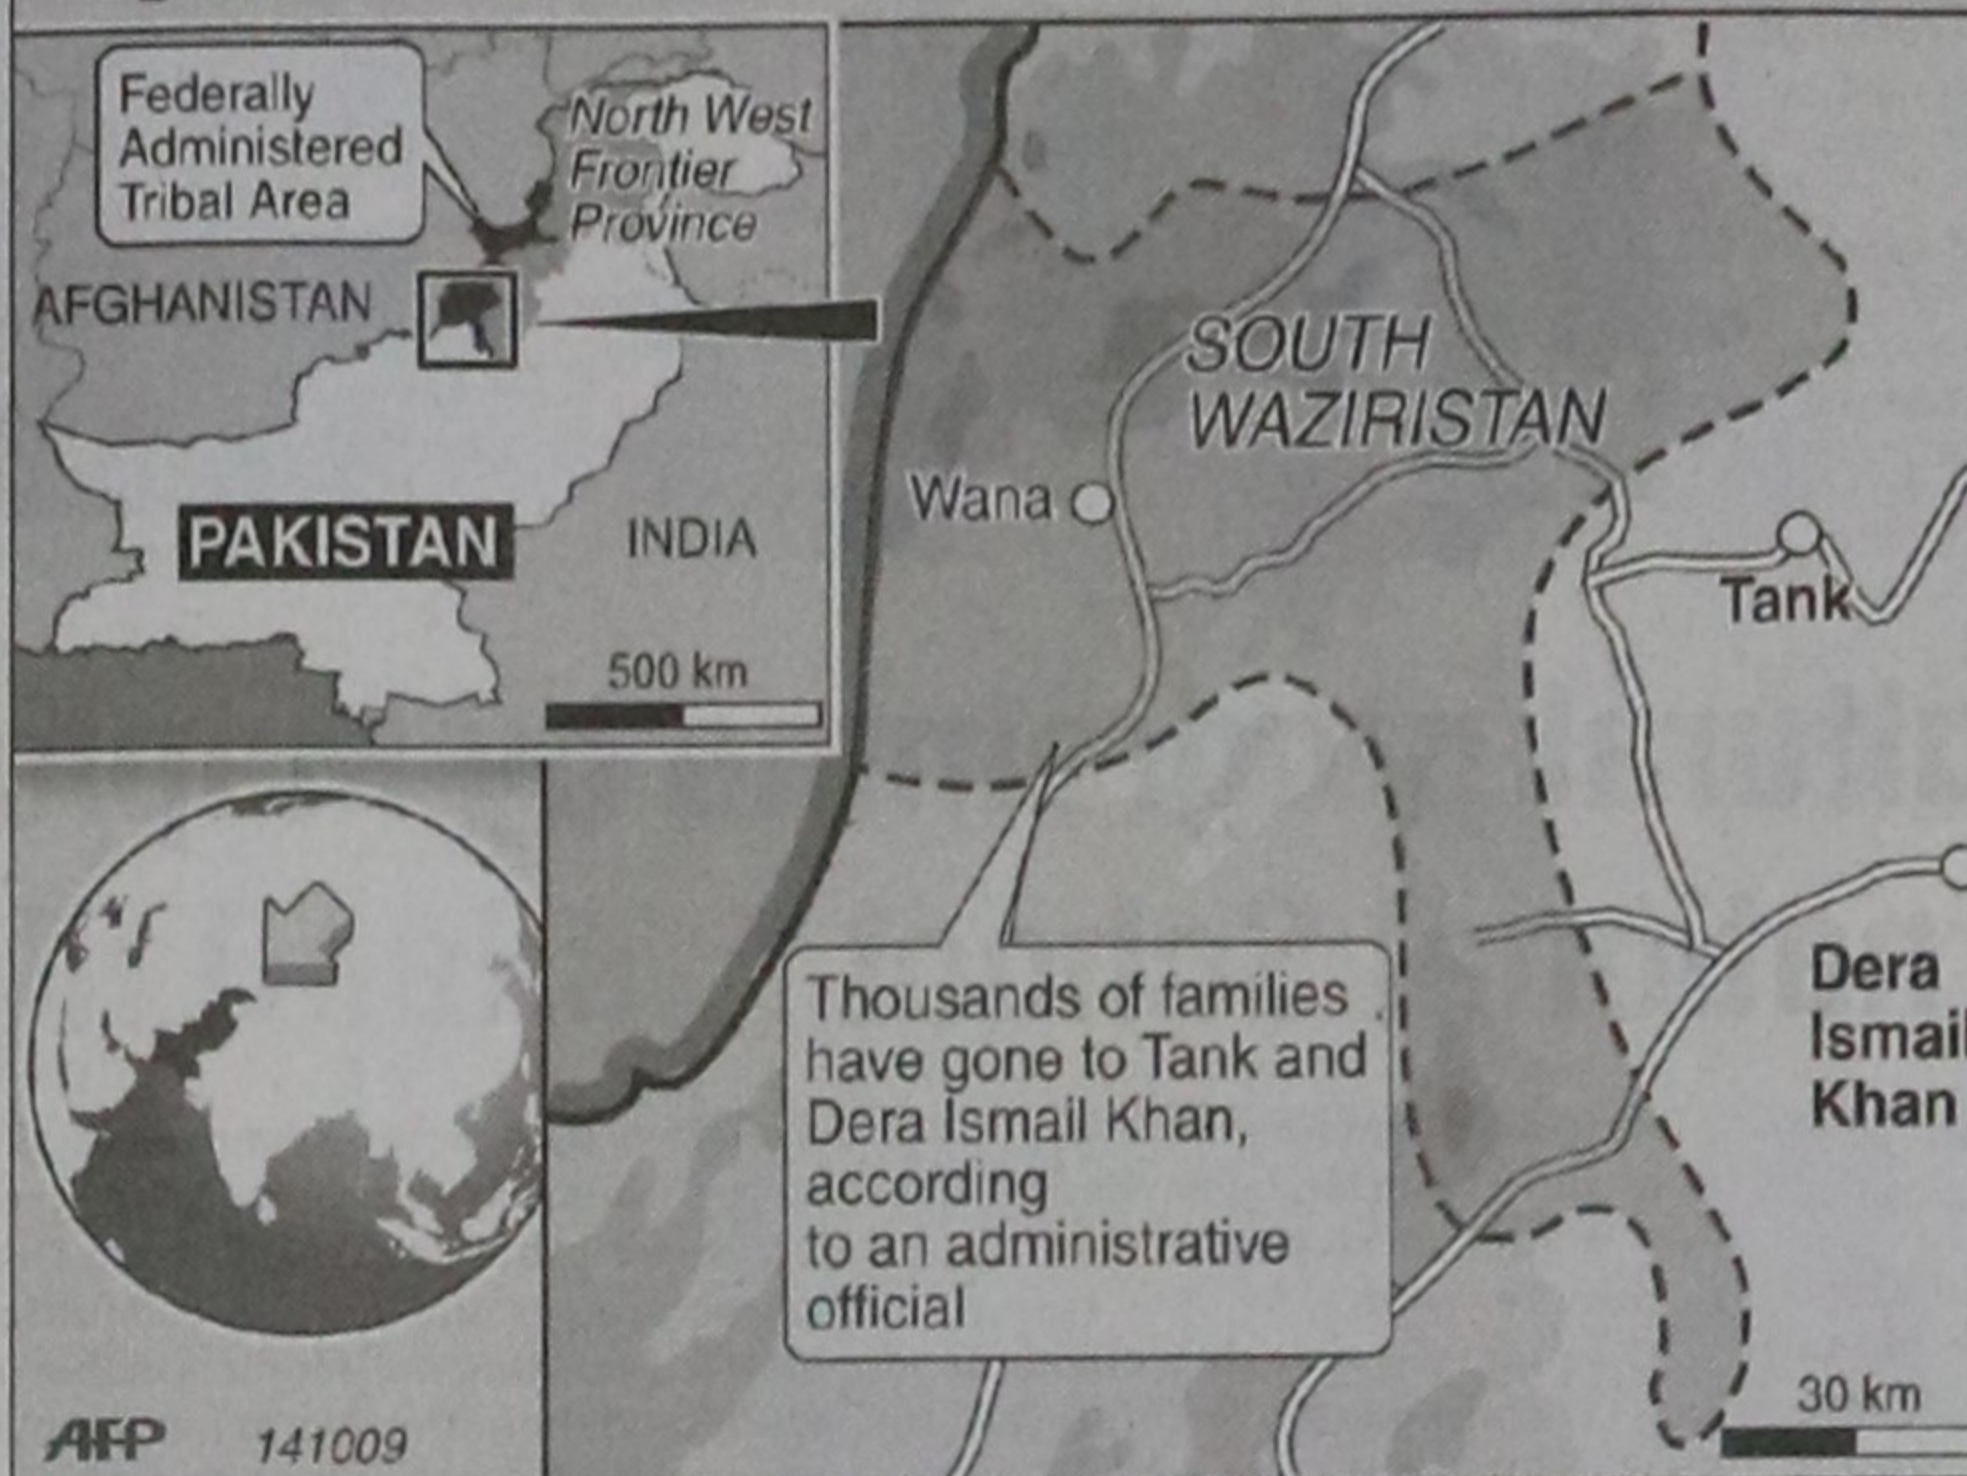 Federally
Administered
Tribal Area
North West
Frontier
Province
AFGHANISTAN
PAKISTAN
INDIA
500 km
SOUTH
WAZIRISTAN
Wana
Tank
Dera
Ismail
Khan
Thousands of families
have gone to Tank and
Dera Ismail Khan,
according
to an administrative
official
30 km
AFP 141009